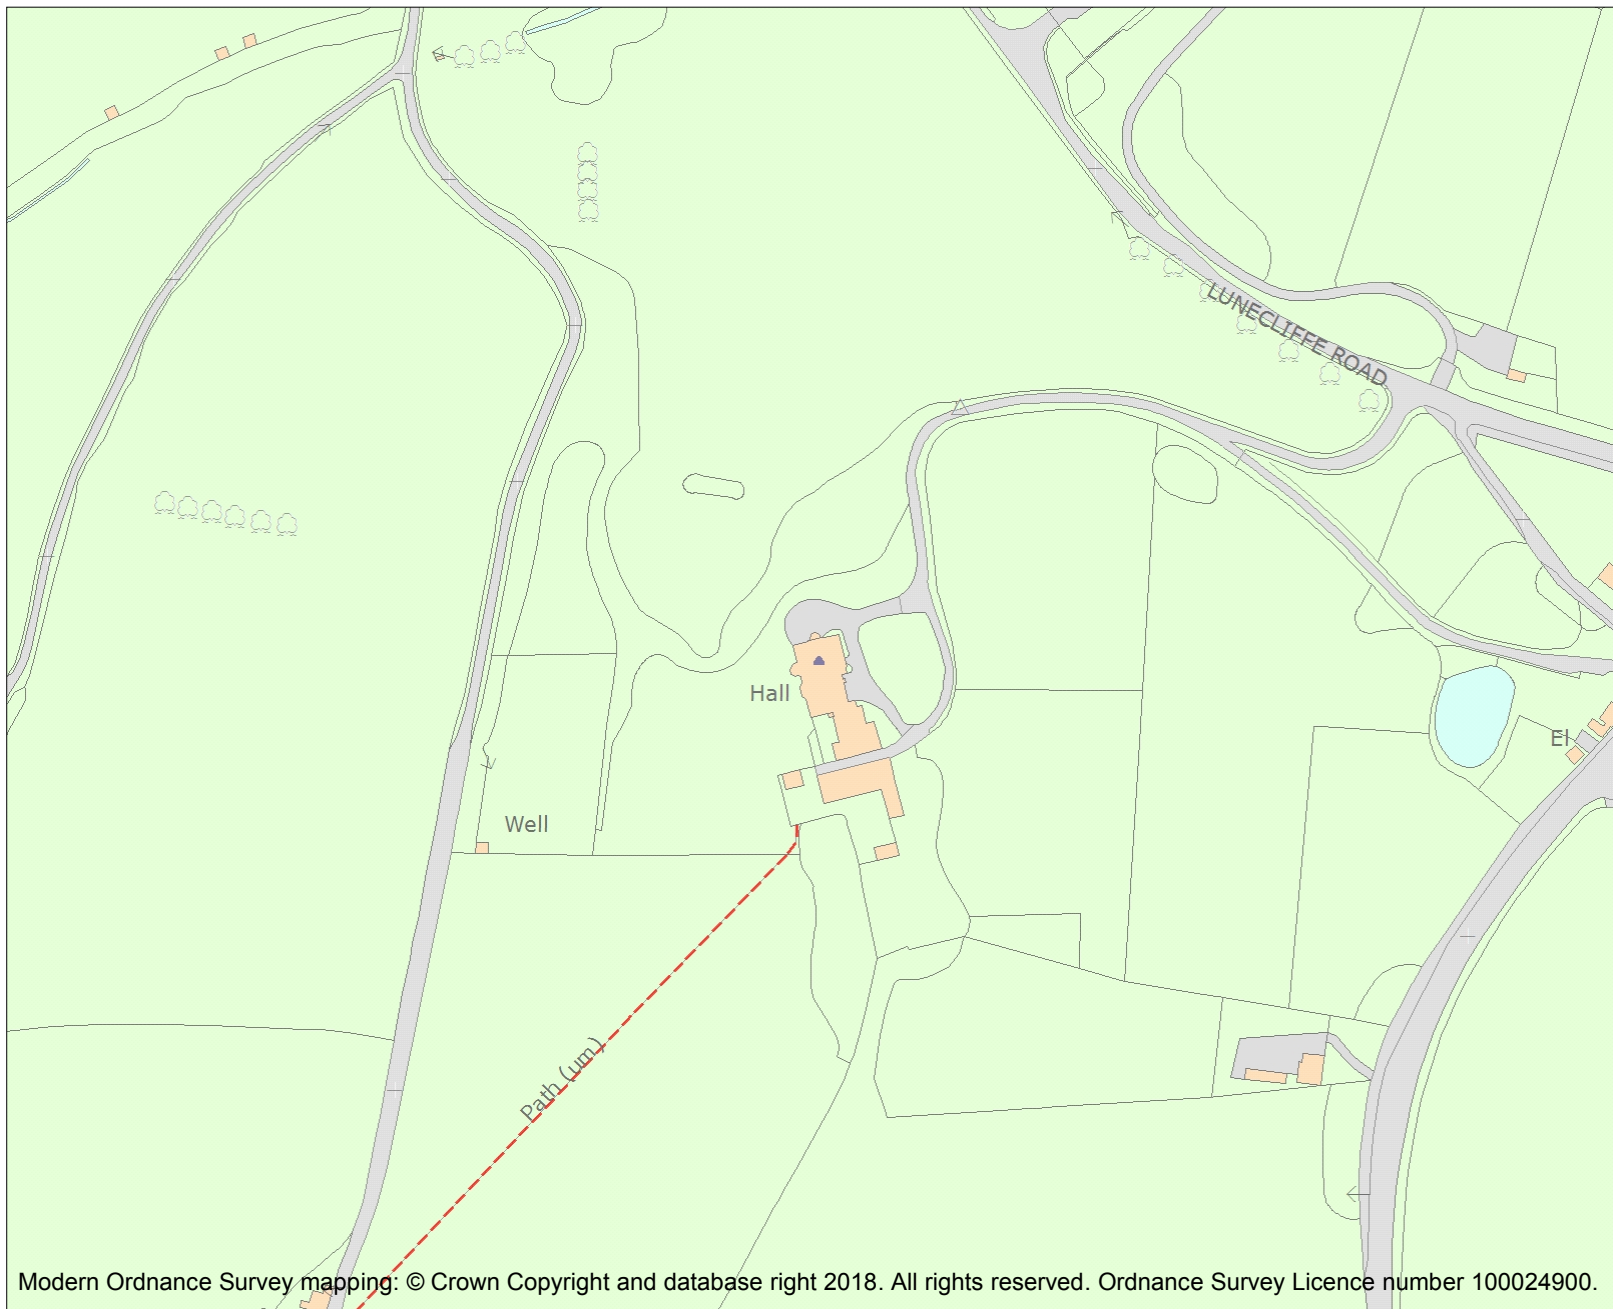 LUNECLIFFE ROAD
Hall
El
Well
Path (um)
Modern Ordnance Survey mapping: © Crown Copyright and database right 2018. All rights reserved. Ordnance Survey Licence number 100024900.